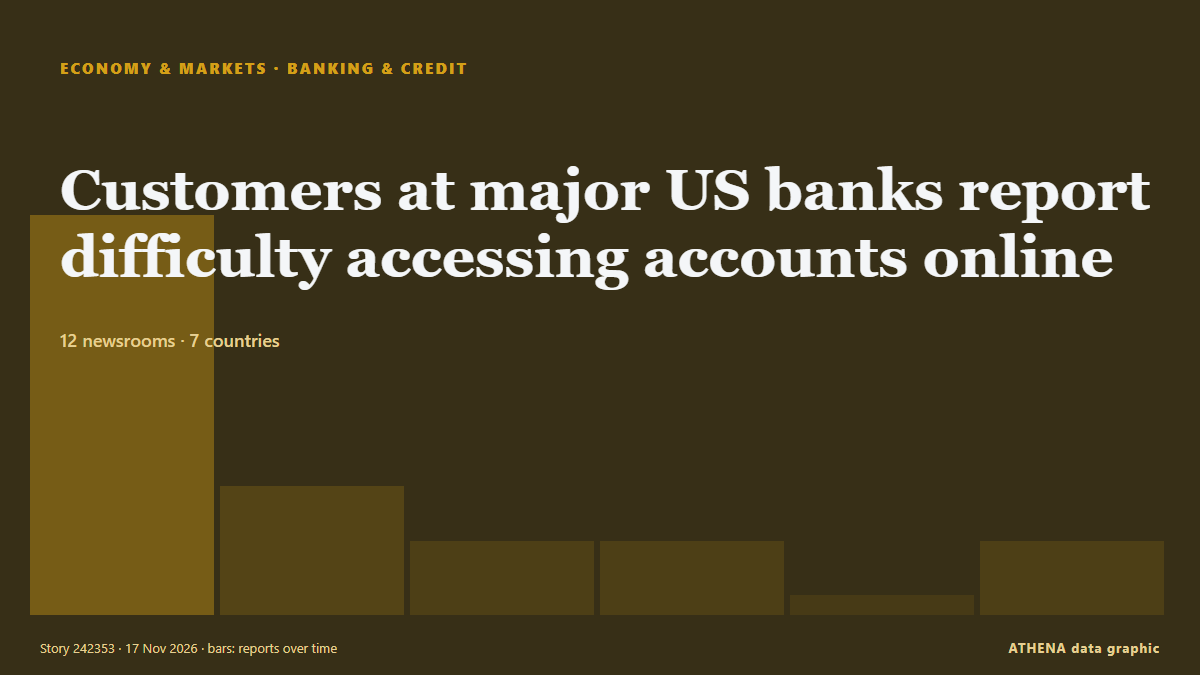 ECONOMY & MARKETS · BANKING & CREDIT
Customers at major US banks report
difficulty accessing accounts online
12 newsrooms · 7 countries
Story 242353 · 17 Nov 2026 · bars: reports over time
ATHENA data graphic